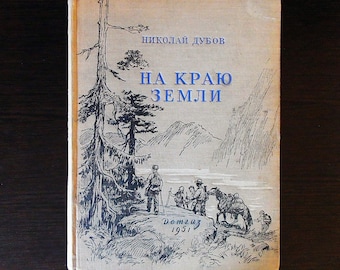 НИКОЛАЙ ДУБОВ
НА КРАЮ
ЗЕМЛИ
Детгиз
1951